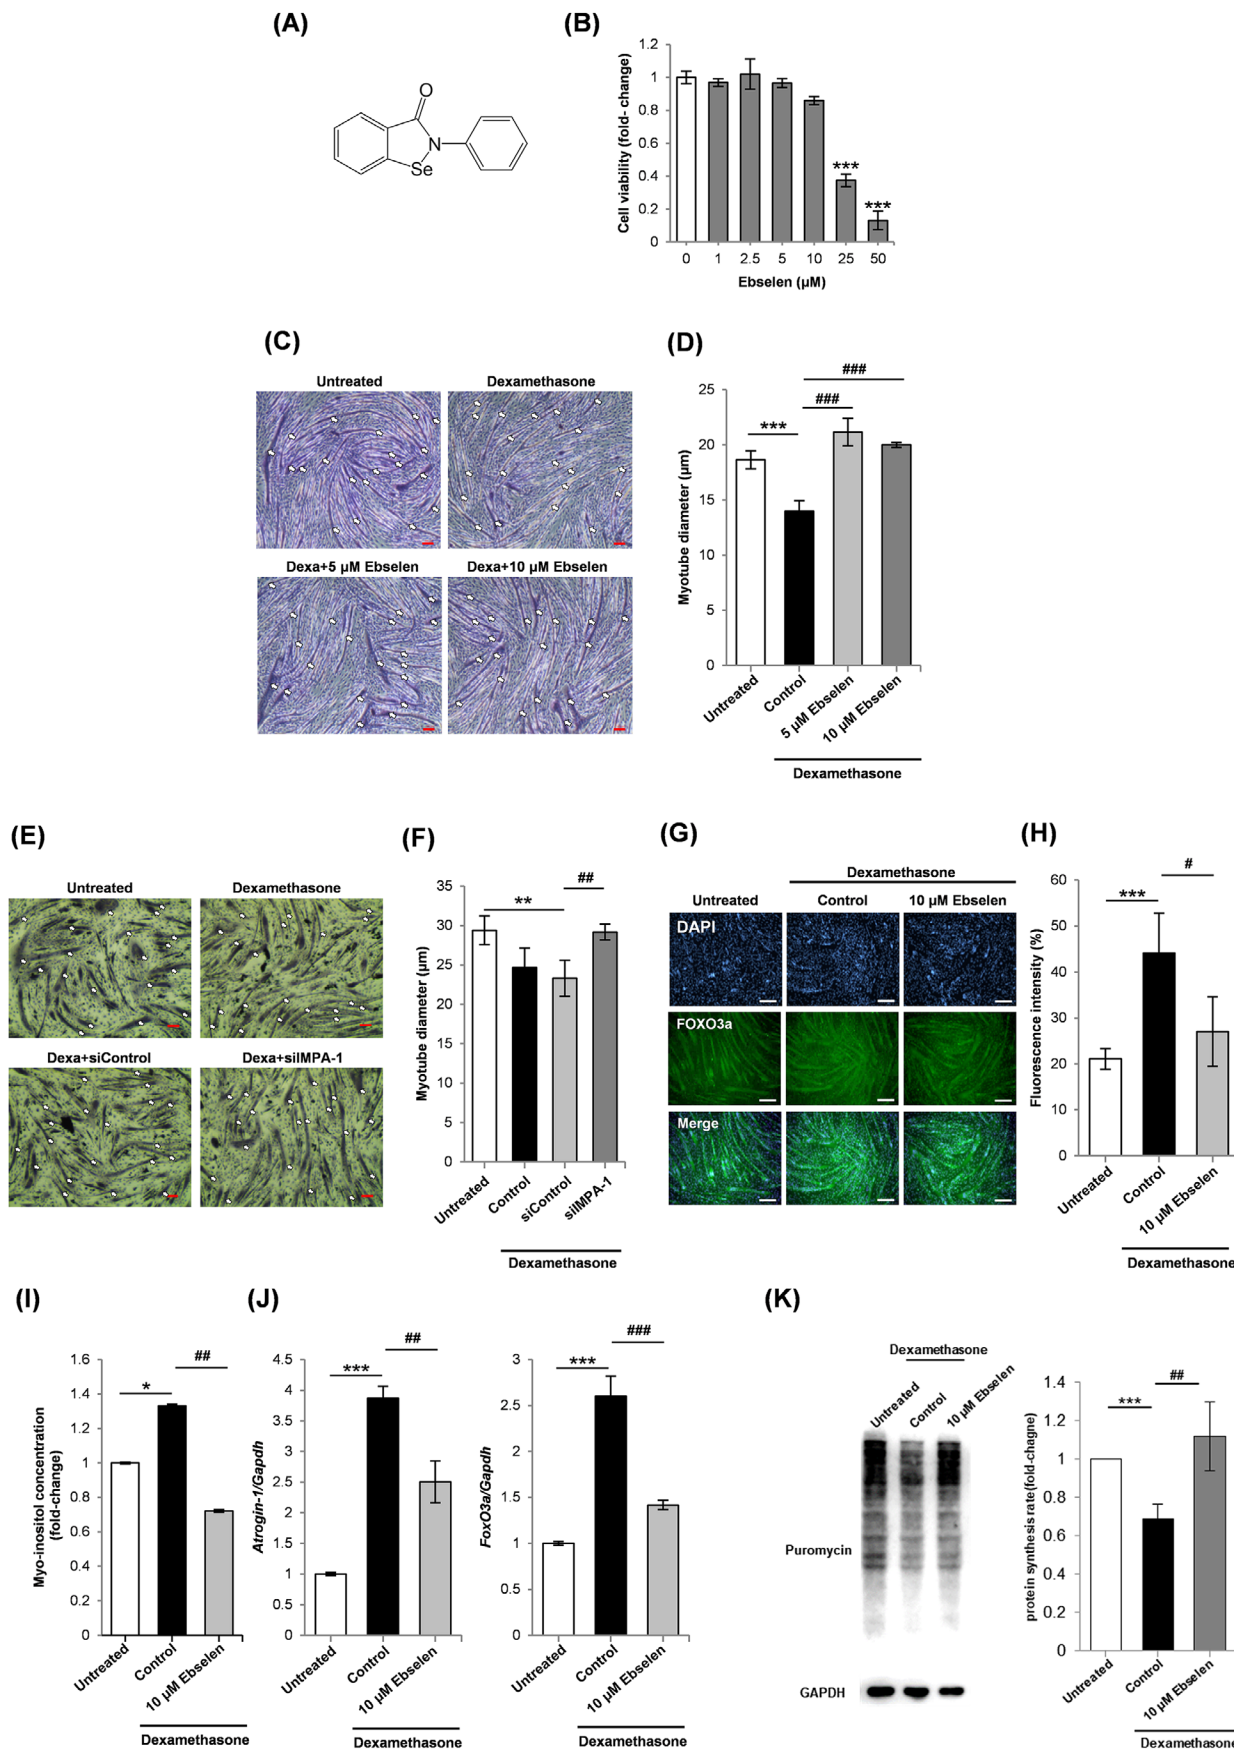 (A)
O
N
Se
(B)
1.2
1
0.8
0.6
0.4
0.2
0
Cell viability (fold- change)
***
***
0 1 2.5 5 10 25 50
Ebselen (µM)
(C)
Untreated
Dexamethasone
Dexa+5 µM Ebselen
Dexa+10 µM Ebselen
(D)
###
###
***
25
20
15
10
5
0
Myotube diameter (µm)
Untreated
Control
5 µM Ebselen
10 µM Ebselen
Dexamethasone
(E)
Untreated
Dexamethasone
Dexa+siControl
Dexa+siIMPA-1
(F)
##
**
35
30
25
20
15
10
5
0
Myotube diameter (µm)
Untreated
Control
siControl
siIMPA-1
Dexamethasone
(G)
Dexamethasone
Untreated
Control
10 µM Ebselen
DAPI
FOXO3a
Merge
(H)
#
***
60
50
40
30
20
10
0
Fluorescence intensity (%)
Untreated
Control
10 µM Ebselen
Dexamethasone
(I)
##
*
1.6
1.4
1.2
1
0.8
0.6
0.4
0.2
0
Myo-inositol concentration
(fold-change)
Untreated
Control
10 µM Ebselen
Dexamethasone
(J)
##
***
4.5
4
3.5
3
2.5
2
1.5
1
0.5
0
Atrogin-1/Gapdh
Untreated
Control
10 µM Ebselen
Dexamethasone
###
***
3
2.5
2
1.5
1
0.5
0
FoxO3a/Gapdh
Untreated
Control
10 µM Ebselen
Dexamethasone
(K)
Dexamethasone
Untreated
Control
10 µM Ebselen
Puromycin
GAPDH
##
***
1.4
1.2
1
0.8
0.6
0.4
0.2
0
protein synthesis rate(fold-chagne)
Untreated
Control
10 µM Ebselen
Dexamethasone